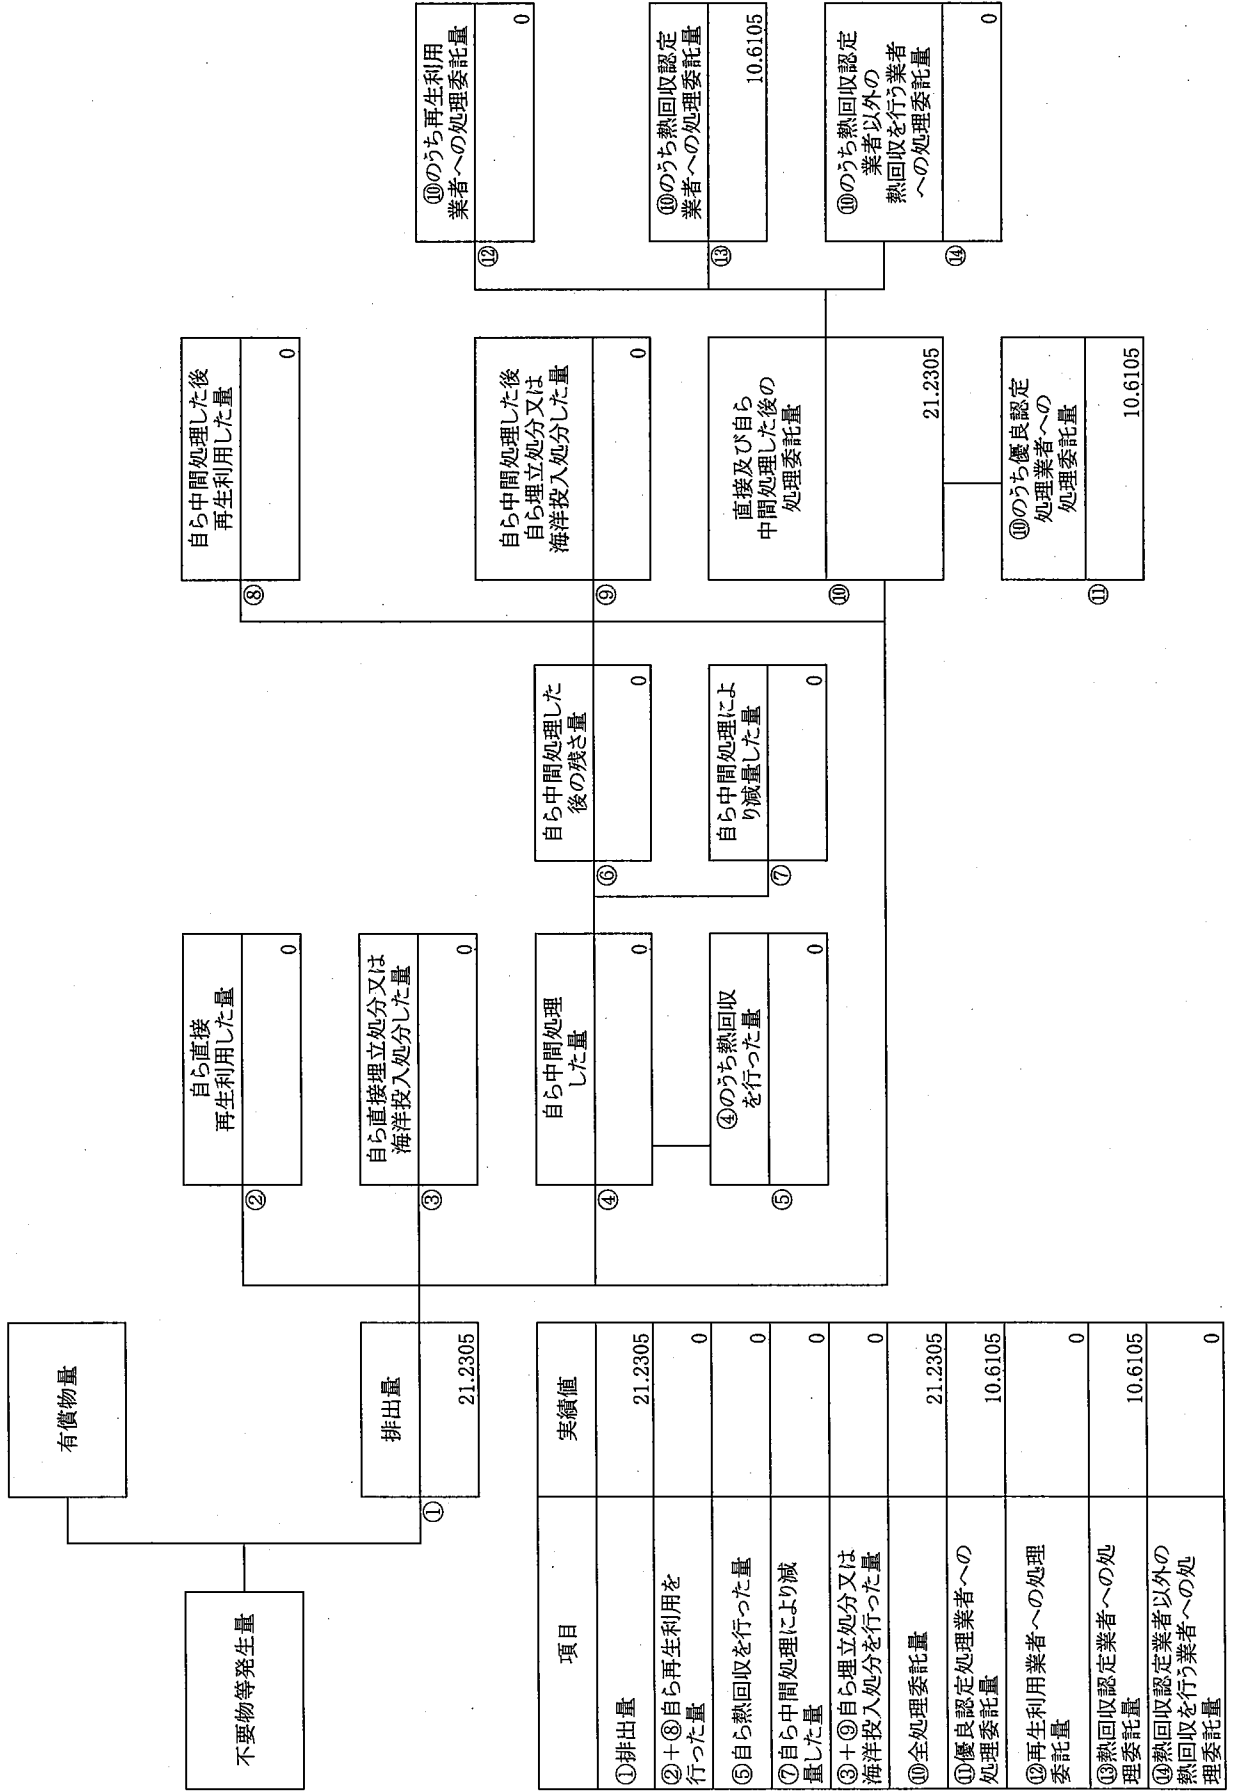 不要物等発生量
有償物量
①
排出量
21.2305
②
自ら直接
再生利用した量
0
③
自ら直接埋立処分又は
海洋投入処分した量
0
④
自ら中間処理
した量
0
⑤
④のうち熱回収
を行った量
0
⑥
自ら中間処理した
後の残さ量
0
⑦
自ら中間処理によ
り減量した量
0
⑧
自ら中間処理した後
再生利用した量
0
⑨
自ら中間処理した後
自ら埋立処分又は
海洋投入処分した量
0
⑩
直接及び自ら
中間処理した後の
処理委託量
21.2305
⑪
⑩のうち優良認定
処理業者への
処理委託量
10.6105
⑫
⑩のうち再生利用
業者への処理委託量
0
⑬
⑩のうち熱回収認定
業者への処理委託量
10.6105
⑭
⑩のうち熱回収認定
業者以外の
熱回収を行う業者
への処理委託量
0
項目 実績値
①排出量 21.2305
②+⑧自ら再生利用を
行った量 0
⑤自ら熱回収を行った量 0
⑦自ら中間処理により減
量した量 0
③+⑨自ら埋立処分又は
海洋投入処分を行った量 0
⑩全処理委託量 21.2305
⑪優良認定処理業者への
処理委託量 10.6105
⑫再生利用業者への処理
委託量 0
⑬熱回収認定業者への処
理委託量 10.6105
⑭熱回収認定業者以外の
熱回収を行う業者への処
理委託量 0